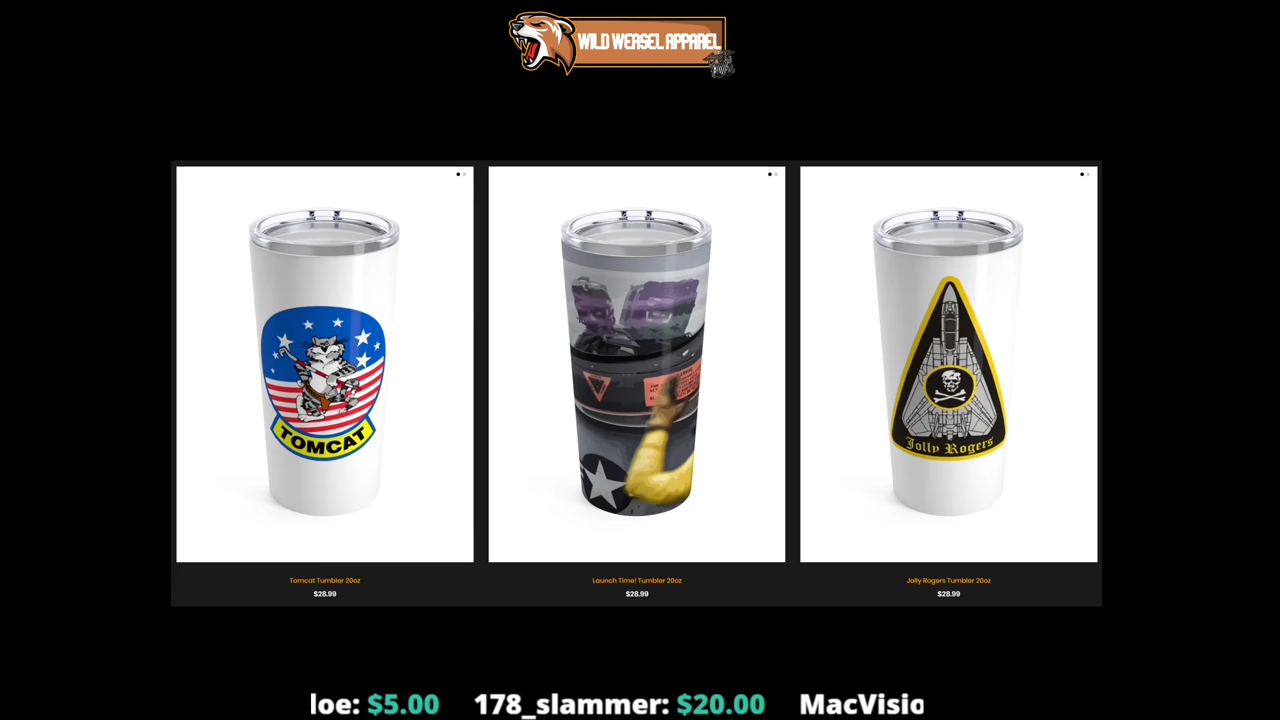 WILD WEASEL APPAREL
TOMCAT
Jolly Rogers
Tomcat Tumbler 20oz
$28.99
Launch Time! Tumbler 20oz
$28.99
Jolly Rogers Tumbler 20oz
$28.99
loe: $5.00 178_slammer: $20.00 MacVisio